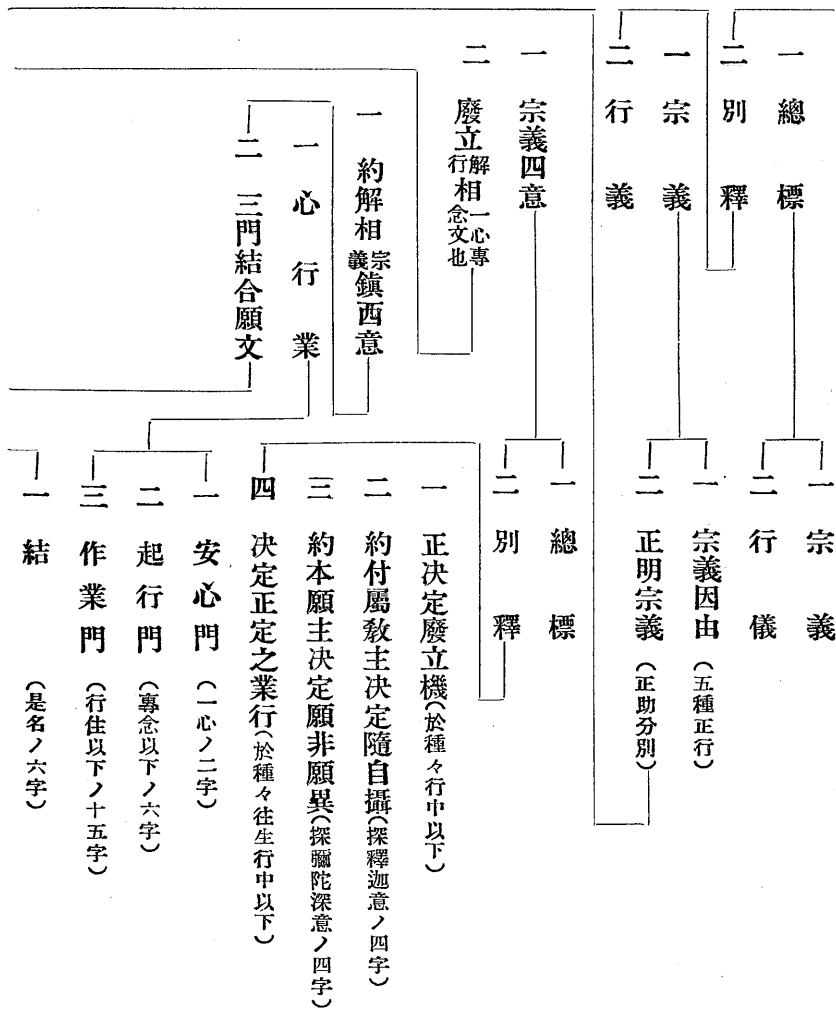 一 總標
二 別釋
一 宗義
二 行義
一 宗義四意
二 廢立解行相一心專念文也
一 約解相宗義鎭西意
一 心行業
二 三門結合願文
一 宗義
二 行儀
一 宗義因由（五種正行）
二 正明宗義（正助分別）
一 總標
二 別釋
一 正決定廢立機（於種々行中以下）
二 約付屬敎主决定隨自攝（探釋迦意ノ四字）
三 約本願主决定願非願異（探彌陀深意ノ四字）
四 决定正定之業行（於種々往生行中以下）
一 安心門（一心ノ二字）
二 起行門（專念以下ノ六字）
三 作業門（行住以下ノ十五字）
一 結（是名ノ六字）